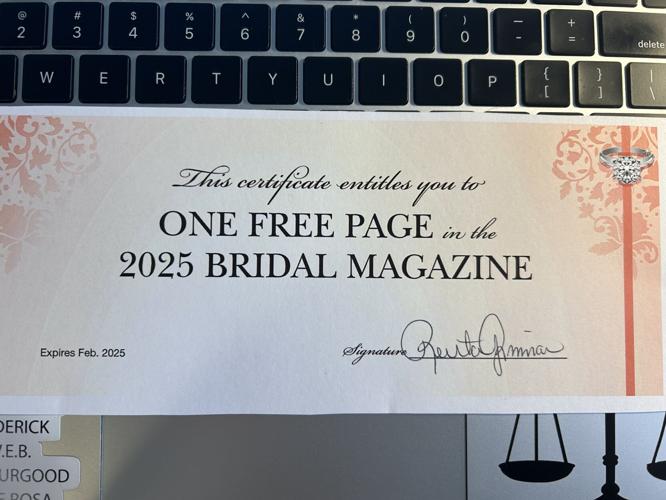 @ # $ % ^ & * ( ) — +
2 3 4 5 6 7 8 9 0 - = delete
W E R T Y U I O P { [ } ] | \
This certificate entitles you to
ONE FREE PAGE in the
2025 BRIDAL MAGAZINE
Expires Feb. 2025
Signature
DERICK
.E.B.
URGOOD